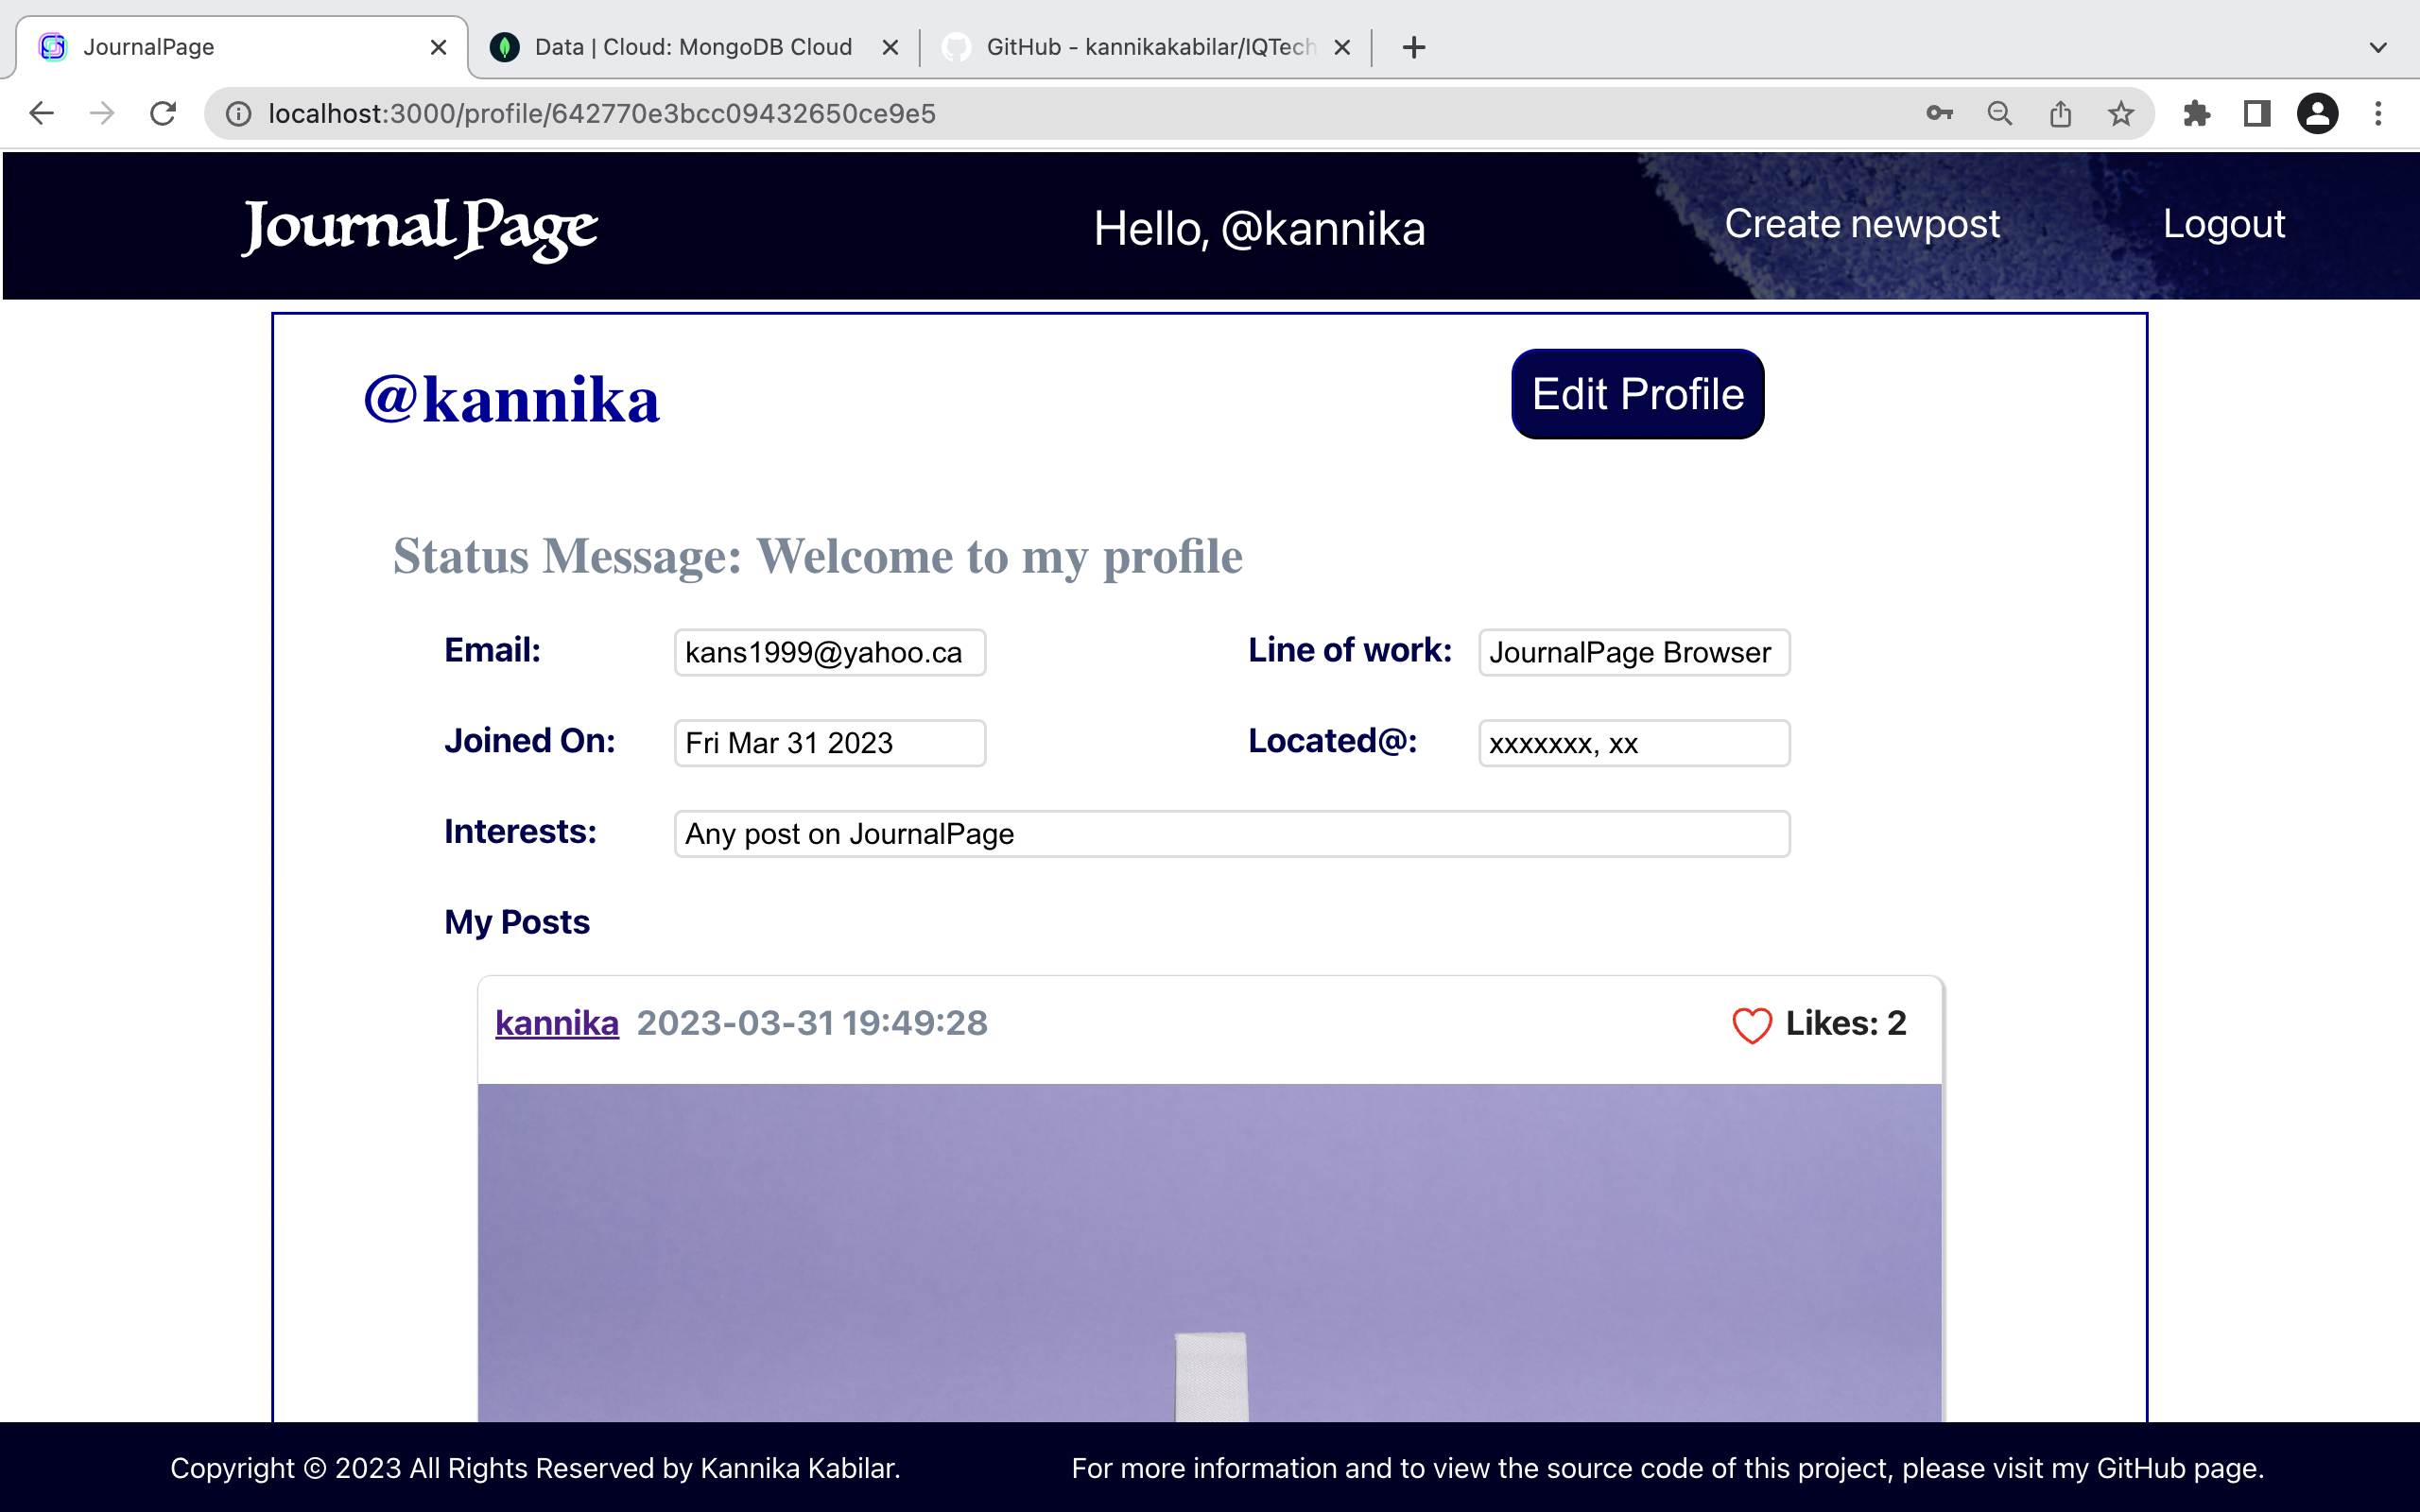 JournalPage
Data | Cloud: MongoDB Cloud
GitHub - kannikakabilar/IQTech
localhost:3000/profile/642770e3bcc09432650ce9e5
Journal Page
Hello, @kannika
Create newpost
Logout
@kannika
Edit Profile
Status Message: Welcome to my profile
Email: kans1999@yahoo.ca
Line of work: JournalPage Browser
Joined On: Fri Mar 31 2023
Located@: xxxxxxx, xx
Interests: Any post on JournalPage
My Posts
kannika 2023-03-31 19:49:28
Likes: 2
Copyright © 2023 All Rights Reserved by Kannika Kabilar.
For more information and to view the source code of this project, please visit my GitHub page.